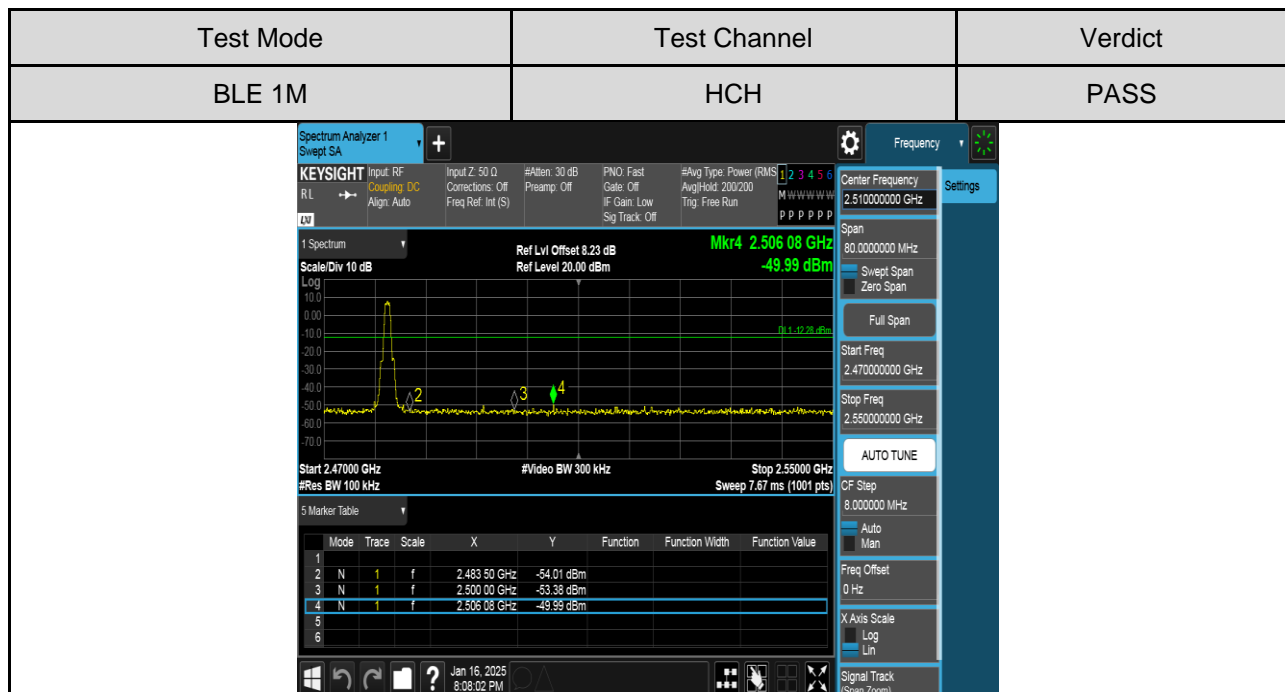 Test Mode Test Channel Verdict
BLE 1M HCH PASS
Spectrum Analyzer 1
Swept SA
+
Frequency
KEYSIGHT
RL
LXI
Input: RF
Coupling: DC
Align: Auto
Input Z: 50 Ω
Corrections: Off
Freq Ref: Int (S)
#Atten: 30 dB
Preamp: Off
PNO: Fast
Gate: Off
IF Gain: Low
Sig Track: Off
#Avg Type: Power (RMS
Avg|Hold: 200/200
Trig: Free Run
1 2 3 4 5 6
M W W W W W
P P P P P P
Center Frequency
2.510000000 GHz
Settings
Span
80.0000000 MHz
Swept Span
Zero Span
Full Span
Start Freq
2.470000000 GHz
Stop Freq
2.550000000 GHz
AUTO TUNE
CF Step
8.000000 MHz
Auto
Man
Freq Offset
0 Hz
X Axis Scale
Log
Lin
Signal Track
(Span Zoom)
1 Spectrum
Scale/Div 10 dB
Ref Lvl Offset 8.23 dB
Ref Level 20.00 dBm
Mkr4 2.506 08 GHz
-49.99 dBm
Log
10.0
0.00
-10.0
-20.0
-30.0
-40.0
-50.0
-60.0
-70.0
DL1 -12.28 dBm
2
3
4
Start 2.47000 GHz #Video BW 300 kHz Stop 2.55000 GHz
#Res BW 100 kHz Sweep 7.67 ms (1001 pts)
5 Marker Table
Mode Trace Scale X Y Function Function Width Function Value
1
2 N 1 f 2.483 50 GHz -54.01 dBm
3 N 1 f 2.500 00 GHz -53.38 dBm
4 N 1 f 2.506 08 GHz -49.99 dBm
5
6
?
Jan 16, 2025
8:08:02 PM